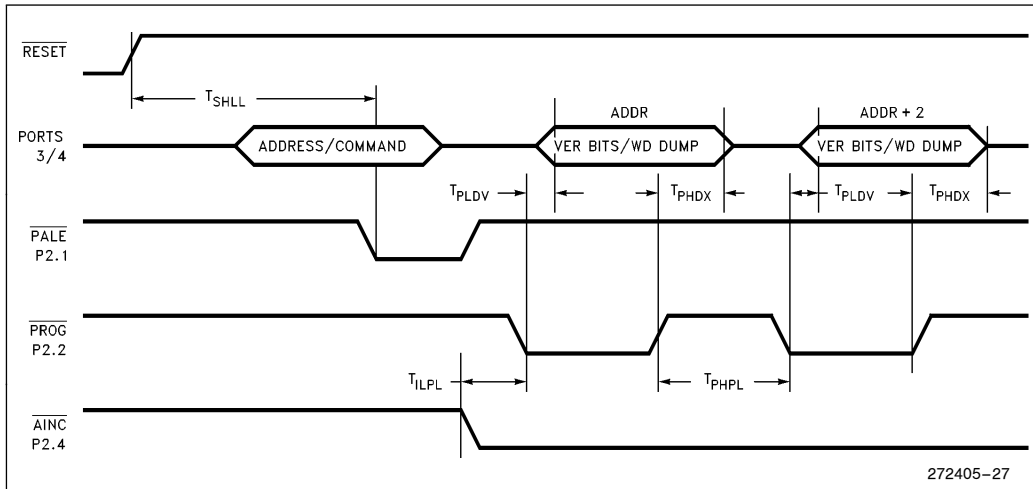 RESET
T_SHLL
ADDR
ADDR + 2
PORTS
3/4
ADDRESS/COMMAND
VER BITS/WD DUMP
VER BITS/WD DUMP
T_PLDV
T_PHDX
T_PLDV
T_PHDX
PALE
P2.1
PROG
P2.2
T_ILPL
T_PHPL
AINC
P2.4
272405-27